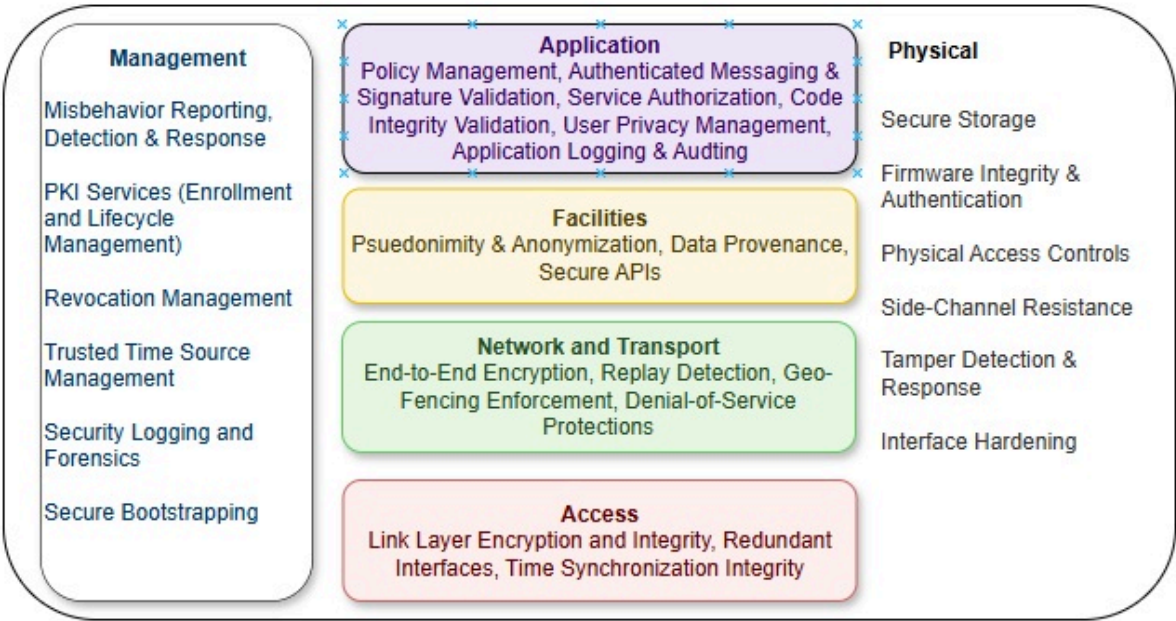 Management
Misbehavior Reporting,
Detection & Response
PKI Services (Enrollment
and Lifecycle
Management)
Revocation Management
Trusted Time Source
Management
Security Logging and
Forensics
Secure Bootstrapping
Application
Policy Management, Authenticated Messaging &
Signature Validation, Service Authorization, Code
Integrity Validation, User Privacy Management,
Application Logging & Audting
Facilities
Psuedonimity & Anonymization, Data Provenance,
Secure APIs
Network and Transport
End-to-End Encryption, Replay Detection, Geo-
Fencing Enforcement, Denial-of-Service
Protections
Access
Link Layer Encryption and Integrity, Redundant
Interfaces, Time Synchronization Integrity
Physical
Secure Storage
Firmware Integrity &
Authentication
Physical Access Controls
Side-Channel Resistance
Tamper Detection &
Response
Interface Hardening